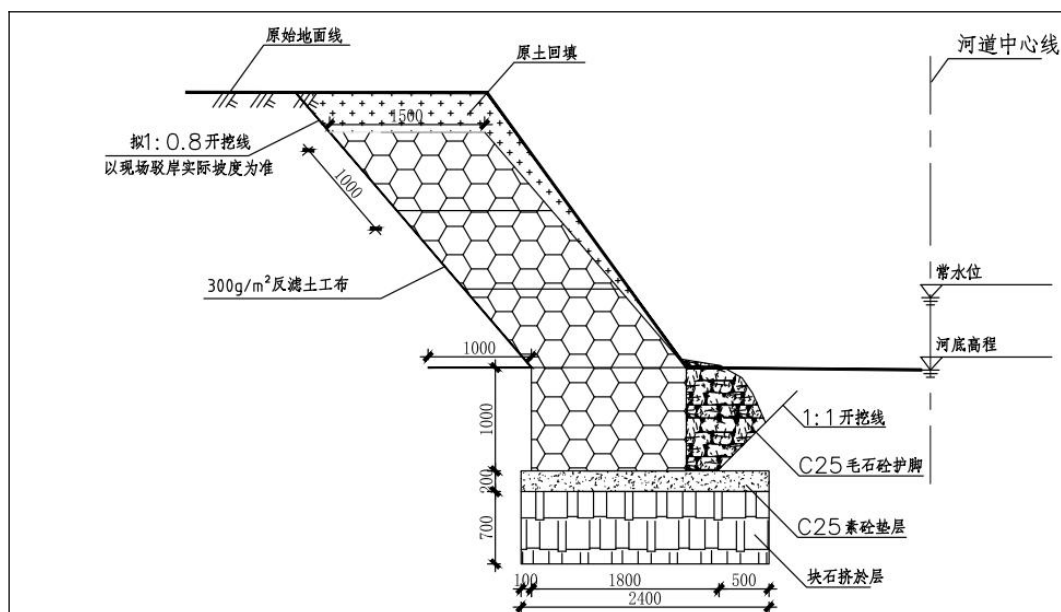 原始地面线
河道中心线
原土回填
1500
拟1:0.8开挖线
以现场驳岸实际坡度为准
1000
常水位
300g/m²反滤土工布
河底高程
1000
1000
1:1开挖线
C25毛石砼护脚
200
C25素砼垫层
700
块石挤淤层
100
1800
500
2400